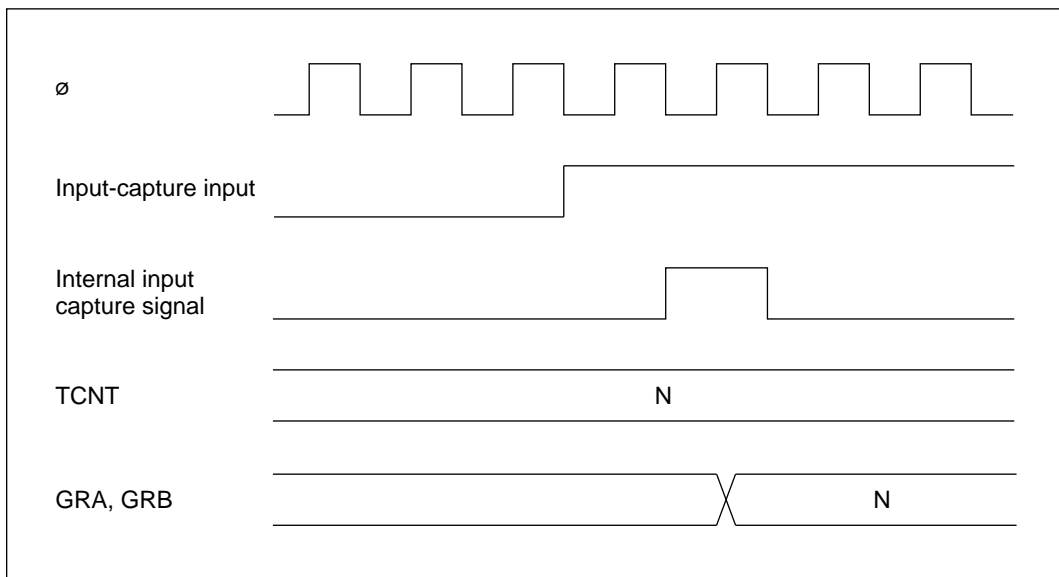 ø
Input-capture input
Internal input
capture signal
TCNT
N
GRA, GRB
N